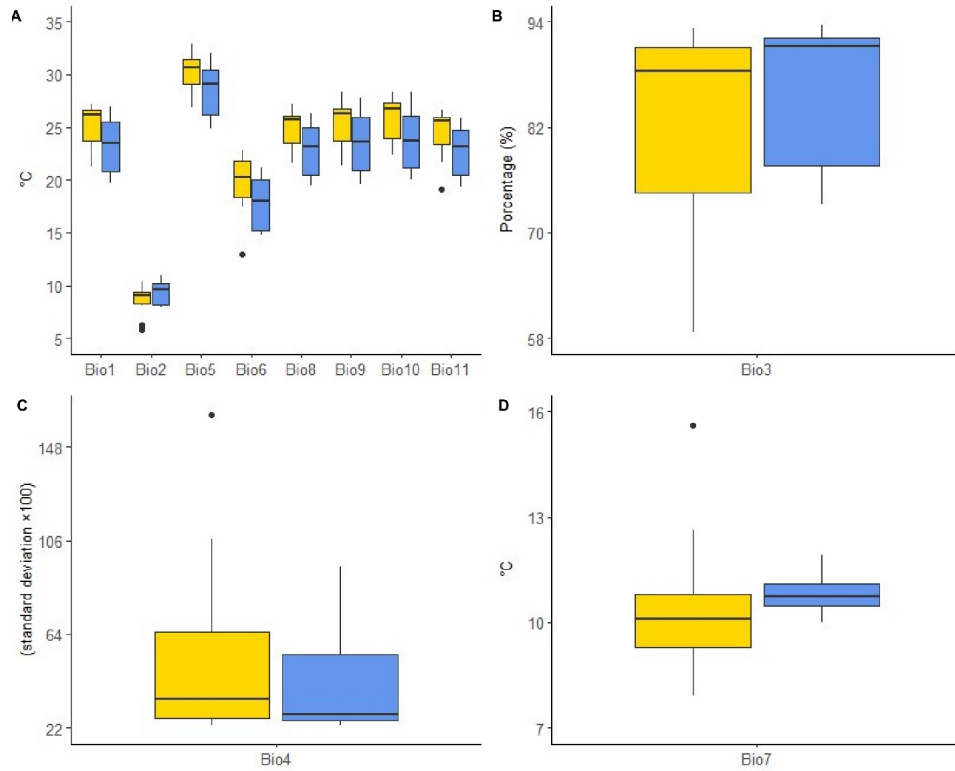 A
35
30
25
20
15
10
5
°C
Bio1 Bio2 Bio5 Bio6 Bio8 Bio9 Bio10 Bio11
B
94
82
70
58
Porcentage (%)
Bio3
C
148
106
64
22
(standard deviation ×100)
Bio4
D
16
13
10
7
°C
Bio7